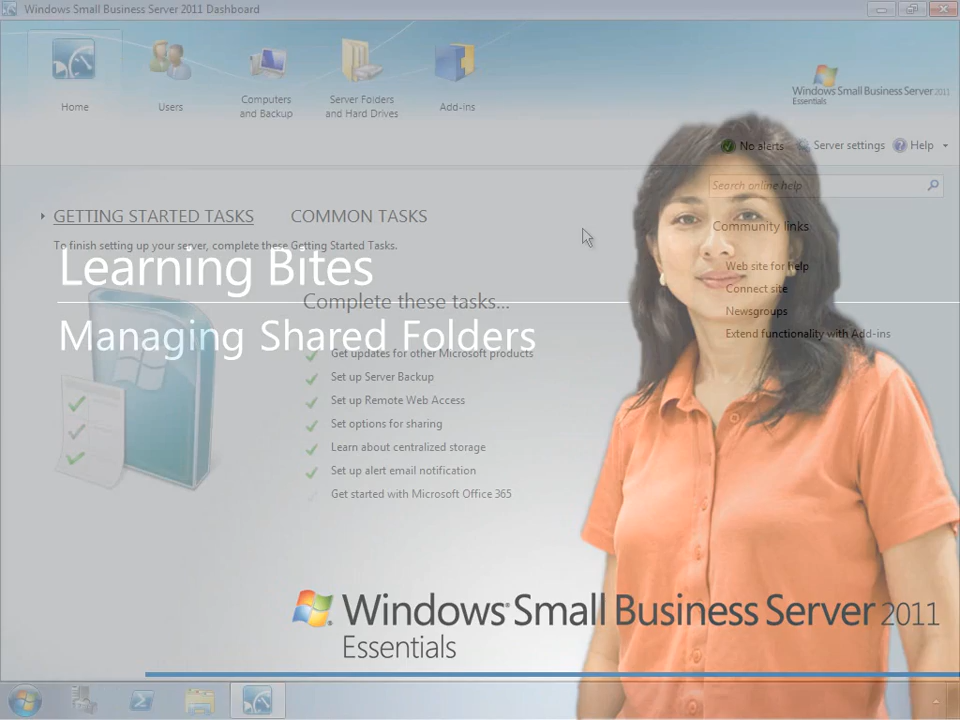 Windows Small Business Server 2011 Dashboard
Home
Users
Computers and Backup
Server Folders and Hard Drives
Add-ins
Windows Small Business Server 2011
Essentials
No alerts
Server settings
Help
Search online help
GETTING STARTED TASKS
COMMON TASKS
To finish setting up your server, complete these Getting Started Tasks.
Community links
Web site for help
Connect site
Newsgroups
Extend functionality with Add-ins
Learning Bites
Complete these tasks...
Managing Shared Folders
Get updates for other Microsoft products
Set up Server Backup
Set up Remote Web Access
Set options for sharing
Learn about centralized storage
Set up alert email notification
Get started with Microsoft Office 365
Windows Small Business Server 2011
Essentials